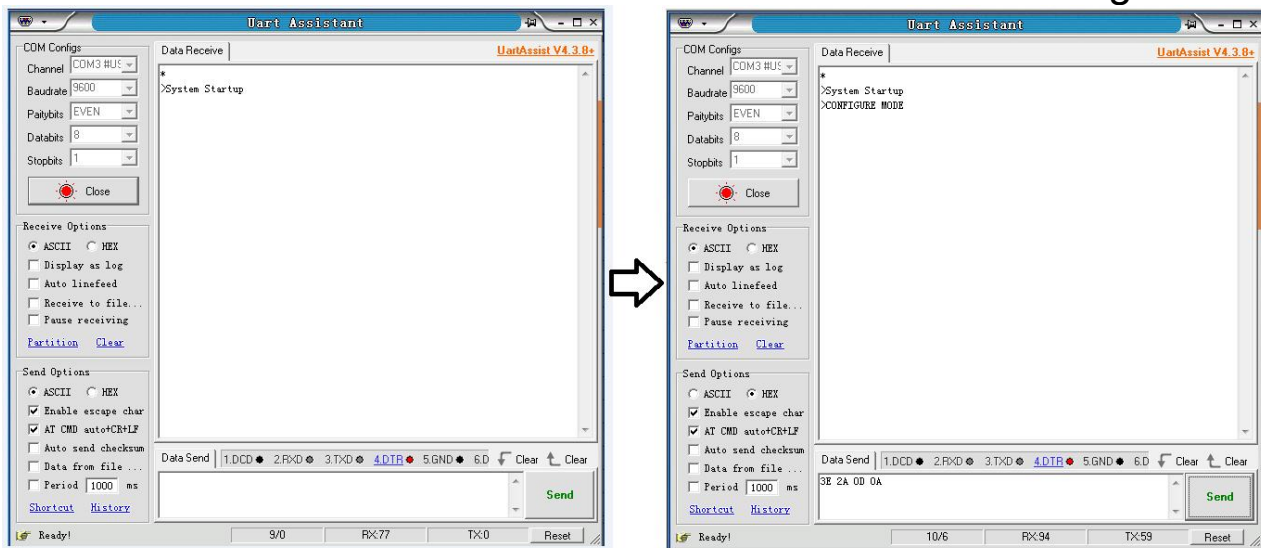 Uart Assistant
COM Configs
Channel COM3 #US
Baudrate 9600
Paitybits EVEN
Databits 8
Stopbits 1
Close
Receive Options
ASCII HEX
Display as log
Auto linefeed
Receive to file...
Pause receiving
Partition Clear
Send Options
ASCII HEX
Enable escape char
AT CMD auto+CR+LF
Auto send checksum
Data from file ...
Period 1000 ms
Shortcut History
Data Receive UartAssist V4.3.8+
*
>System Startup
Data Send 1.DCD 2.RXD 3.TXD 4.DTR 5.GND 6.D Clear Clear
Send
Ready! 9/0 RX:77 TX:0 Reset
Uart Assistant
COM Configs
Channel COM3 #US
Baudrate 9600
Paitybits EVEN
Databits 8
Stopbits 1
Close
Receive Options
ASCII HEX
Display as log
Auto linefeed
Receive to file...
Pause receiving
Partition Clear
Send Options
ASCII HEX
Enable escape char
AT CMD auto+CR+LF
Auto send checksum
Data from file ...
Period 1000 ms
Shortcut History
Data Receive UartAssist V4.3.8+
*
>System Startup
>CONFIGURE MODE
Data Send 1.DCD 2.RXD 3.TXD 4.DTR 5.GND 6.D Clear Clear
3E 2A 0D 0A
Send
Ready! 10/6 RX:94 TX:59 Reset